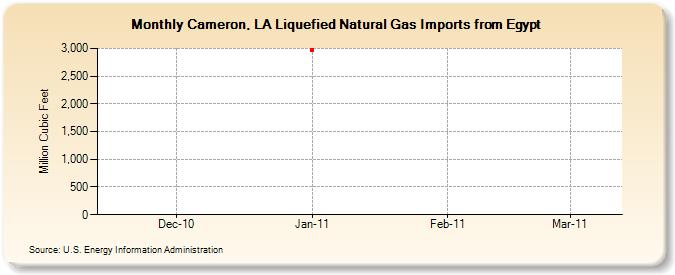 Monthly Cameron, LA Liquefied Natural Gas Imports from Egypt
Million Cubic Feet
3,000
2,500
2,000
1,500
1,000
500
0
Dec-10 Jan-11 Feb-11 Mar-11
Source: U.S. Energy Information Administration